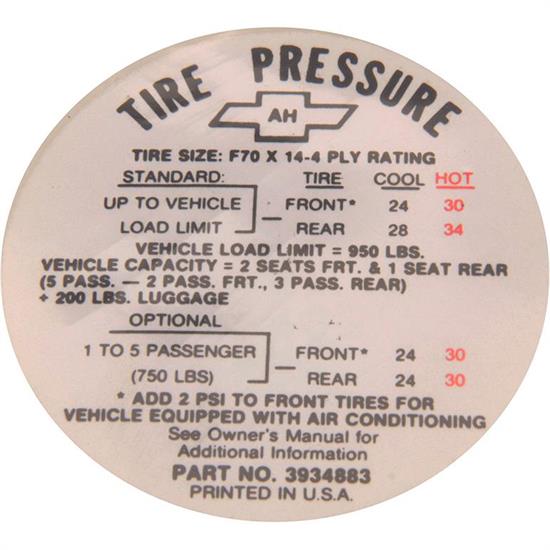 TIRE PRESSURE
AH
TIRE SIZE: F70 X 14-4 PLY RATING
STANDARD: TIRE COOL HOT
UP TO VEHICLE FRONT* 24 30
LOAD LIMIT REAR 28 34
VEHICLE LOAD LIMIT = 950 LBS.
VEHICLE CAPACITY = 2 SEATS FRT. & 1 SEAT REAR
(5 PASS. — 2 PASS. FRT., 3 PASS. REAR)
+ 200 LBS. LUGGAGE
OPTIONAL
1 TO 5 PASSENGER FRONT* 24 30
(750 LBS) REAR 24 30
* ADD 2 PSI TO FRONT TIRES FOR
VEHICLE EQUIPPED WITH AIR CONDITIONING
See Owner's Manual for
Additional Information
PART NO. 3934883
PRINTED IN U.S.A.